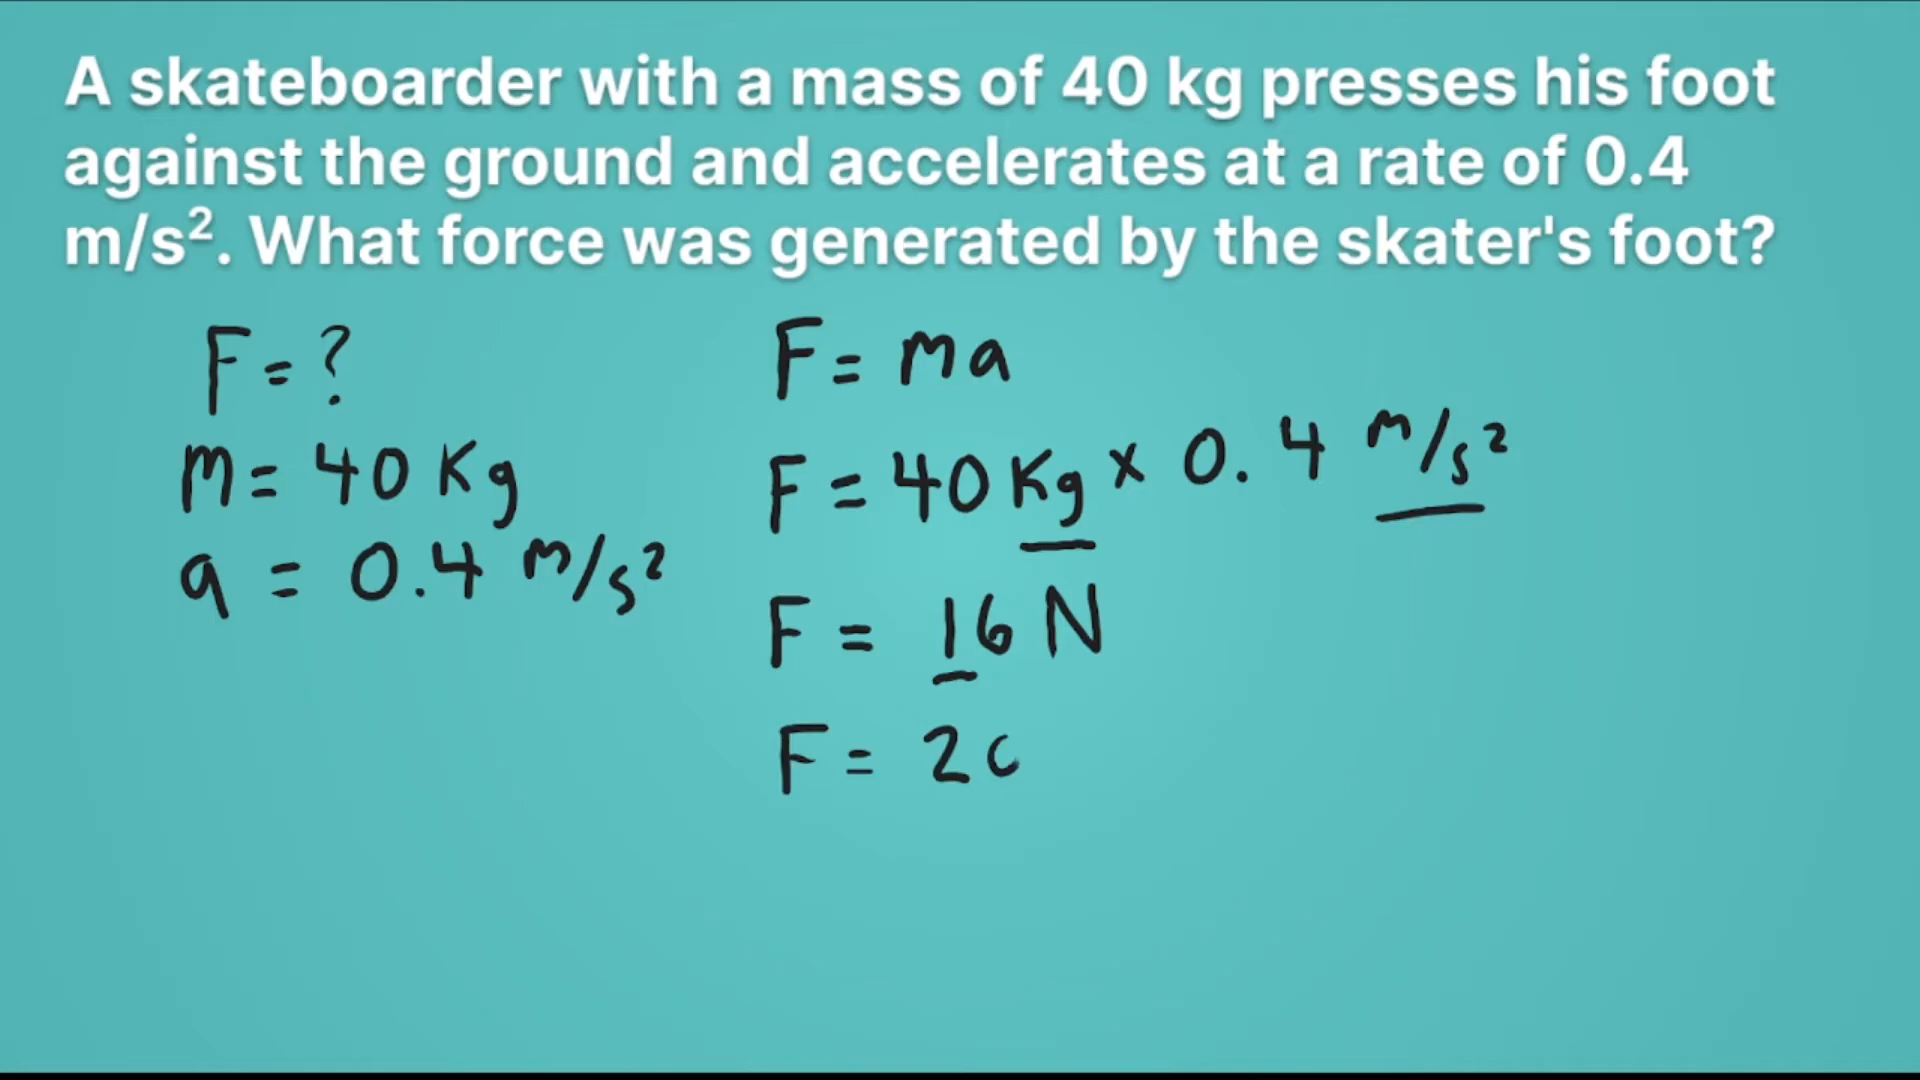 A skateboarder with a mass of 40 kg presses his foot
against the ground and accelerates at a rate of 0.4
m/s². What force was generated by the skater's foot?
F = ?
m = 40 Kg
a = 0.4 m/s²
F = ma
F = 40 Kg x 0.4 m/s²
F = 16 N
F = 2c